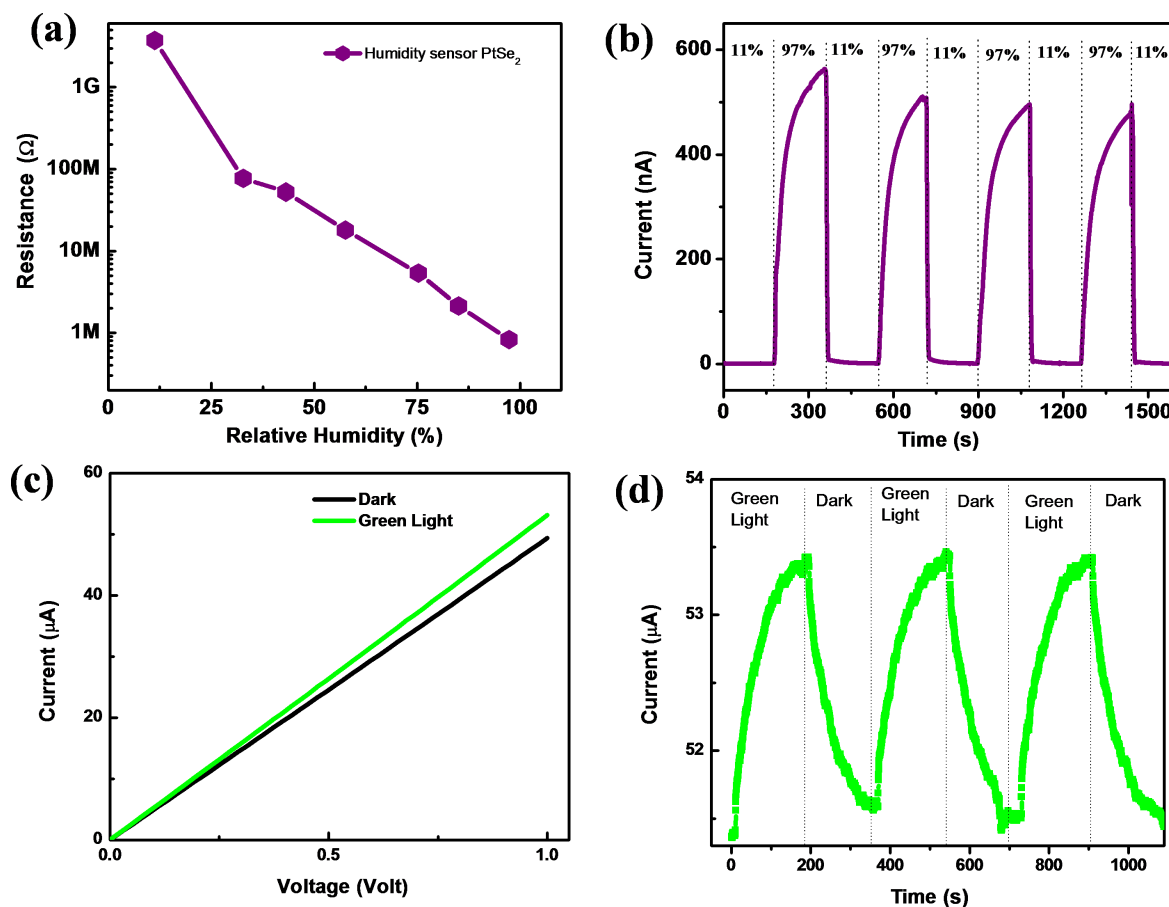 (a)
Humidity sensor PtSe2
1G
100M
10M
1M
Resistance (Ω)
0 25 50 75 100
Relative Humidity (%)
(b)
11% 97% 11% 97% 11% 97% 11% 97% 11%
600
400
200
0
Current (nA)
0 300 600 900 1200 1500
Time (s)
(c)
Dark
Green Light
60
40
20
0
Current (μA)
0.0 0.5 1.0
Voltage (Volt)
(d)
Green Dark Green Dark Green Dark
Light Light Light
54
53
52
Current (μA)
0 200 400 600 800 1000
Time (s)